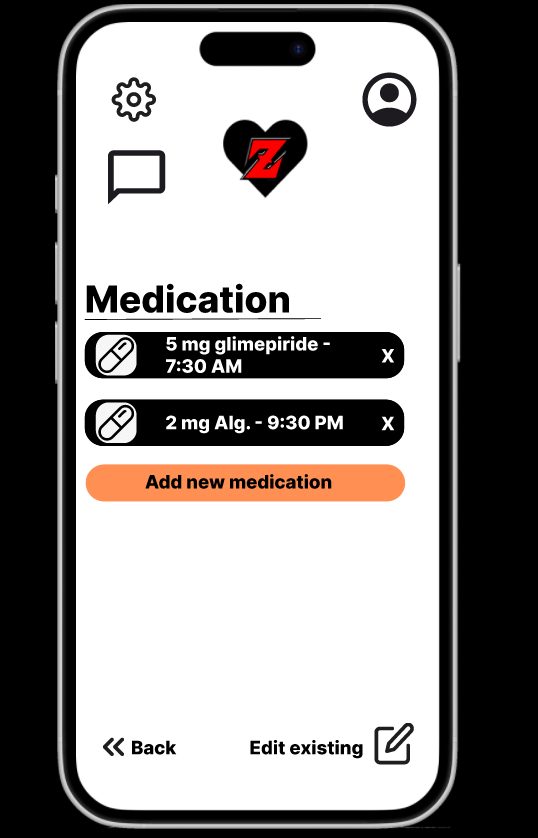 Z
Medication
5 mg glimepiride -
7:30 AM
X
2 mg Alg. - 9:30 PM
X
Add new medication
Back
Edit existing